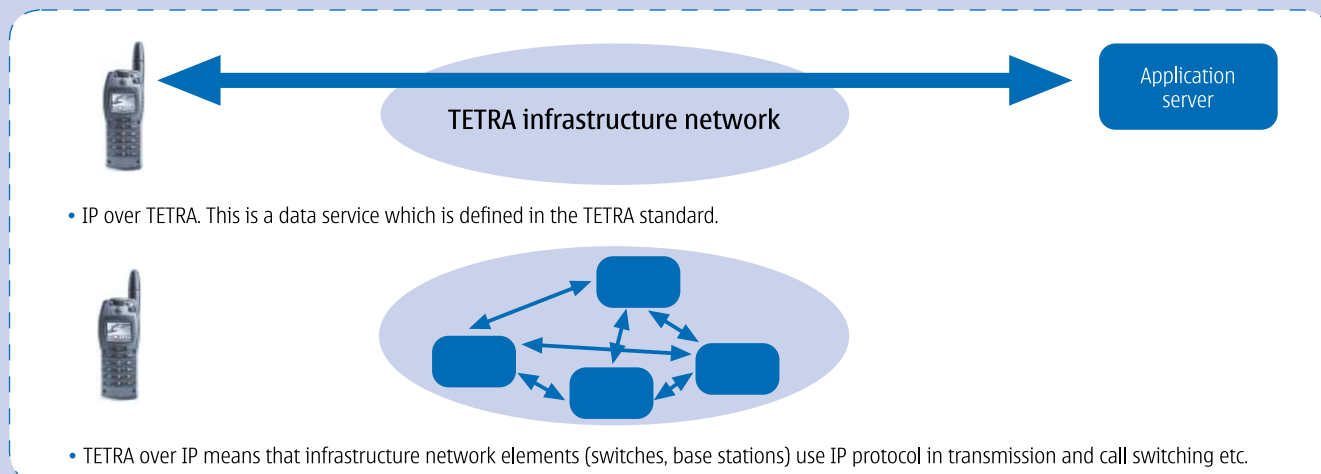 Application
server
TETRA infrastructure network
• IP over TETRA. This is a data service which is defined in the TETRA standard.
• TETRA over IP means that infrastructure network elements (switches, base stations) use IP protocol in transmission and call switching etc.